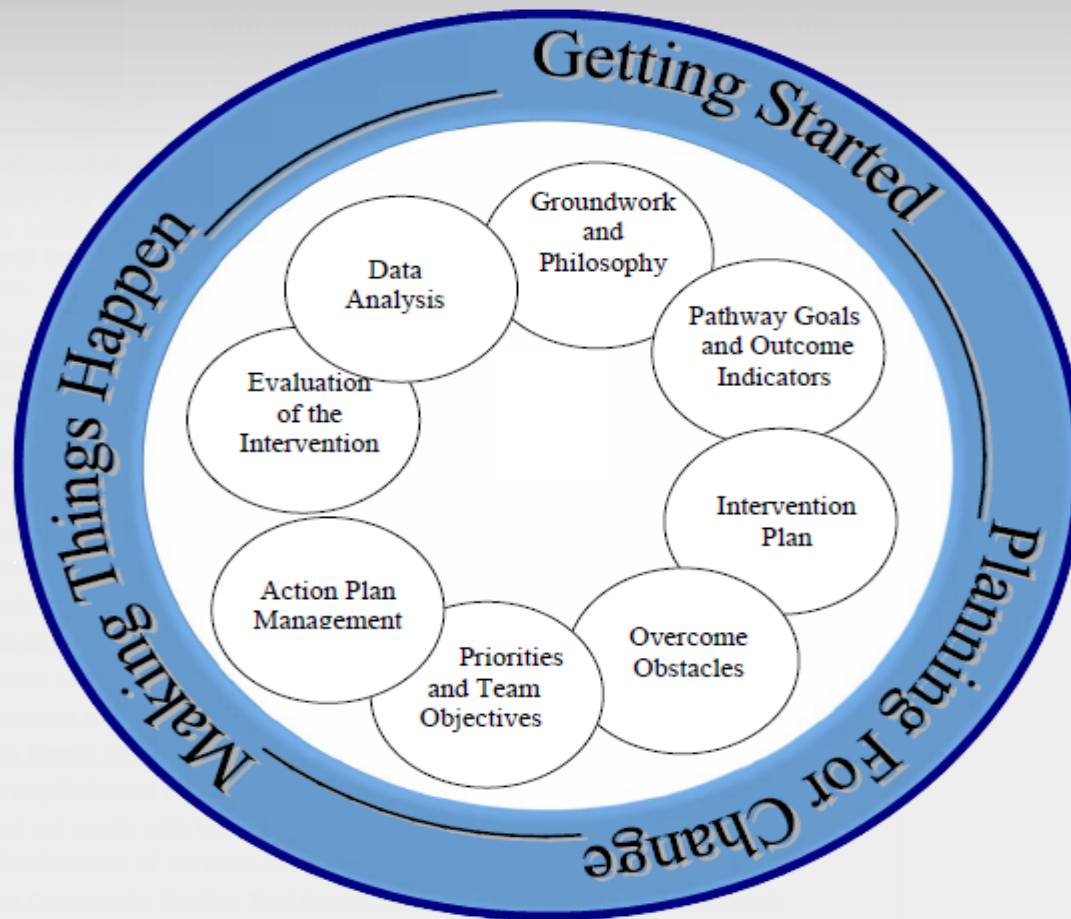 Getting Started
Planning For Change
Making Things Happen
Groundwork
and
Philosophy
Pathway Goals
and Outcome
Indicators
Intervention
Plan
Overcome
Obstacles
Priorities
and Team
Objectives
Action Plan
Management
Evaluation
of the
Intervention
Data
Analysis